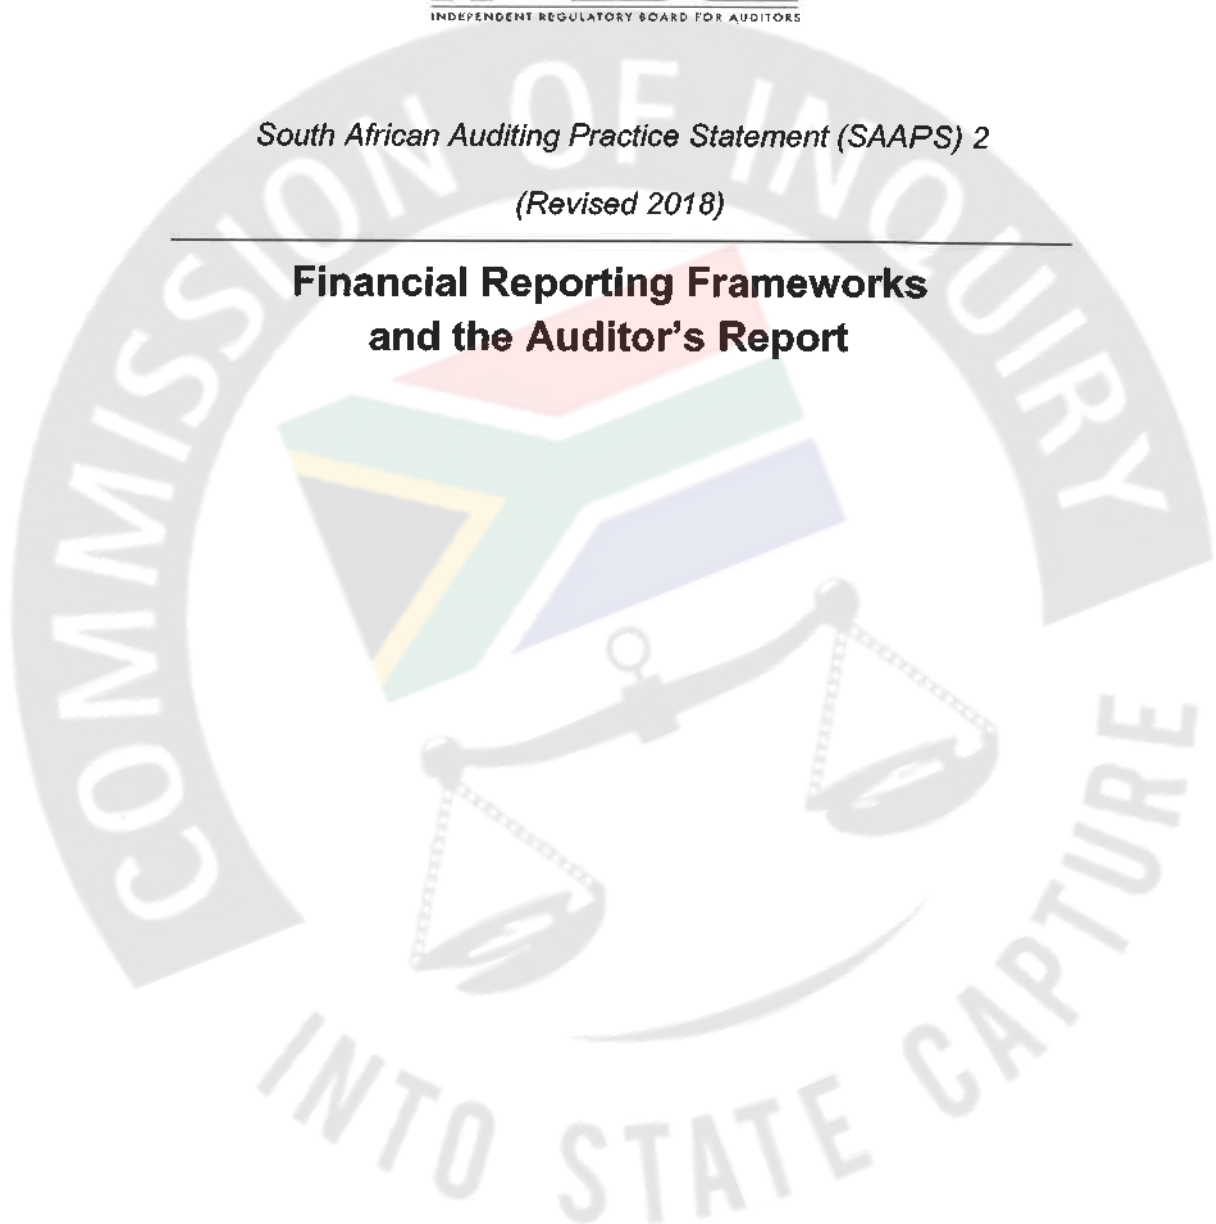 INDEPENDENT REGULATORY BOARD FOR AUDITORS
South African Auditing Practice Statement (SAAPS) 2
(Revised 2018)
Financial Reporting Frameworks
and the Auditor's Report
COMMISSION OF INQUIRY
INTO STATE CAPTURE